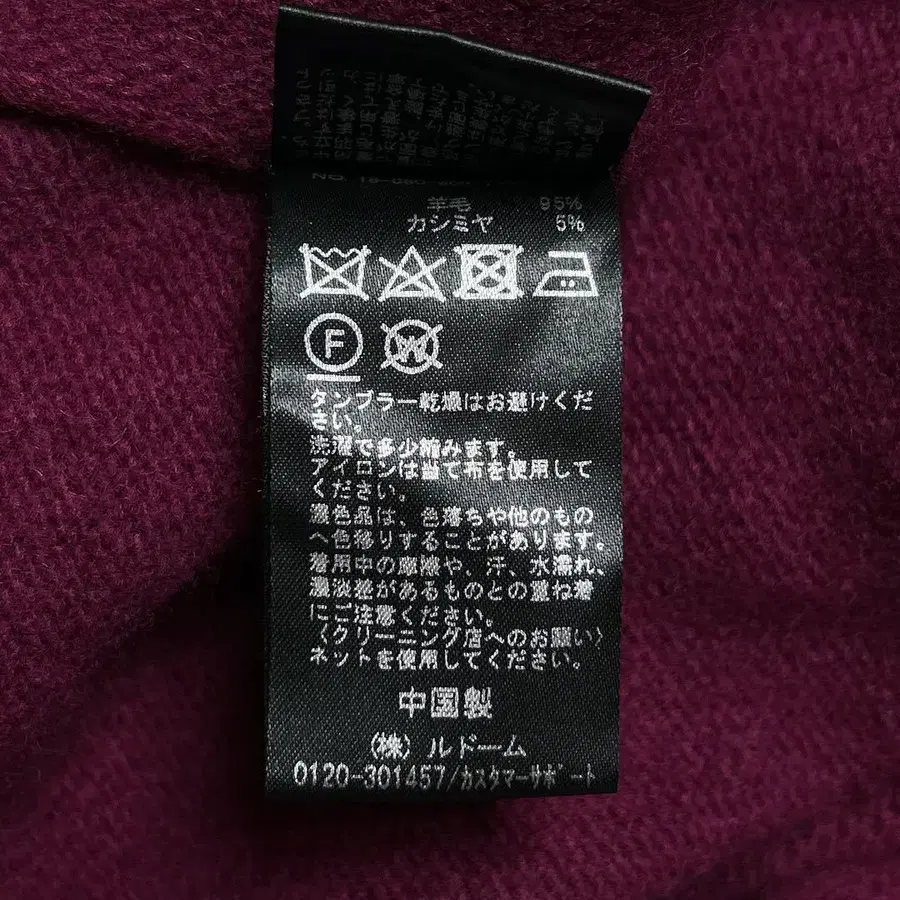 羊毛 95%
カシミヤ 5%
F
W
タンブラー乾燥はお避けくだ
さい。
洗濯で多少縮みます。
アイロンは当て布を使用して
ください。
濃色品は、色落ちや他のもの
へ色移りすることがあります。
着用中の摩擦や、汗、水濡れ、
濃淡差があるものとの重ね着
にご注意ください。
〈クリーニング店へのお願い〉
ネットを使用してください。
中国製
(株) ルドーム
0120-301457/カスタマーサポート